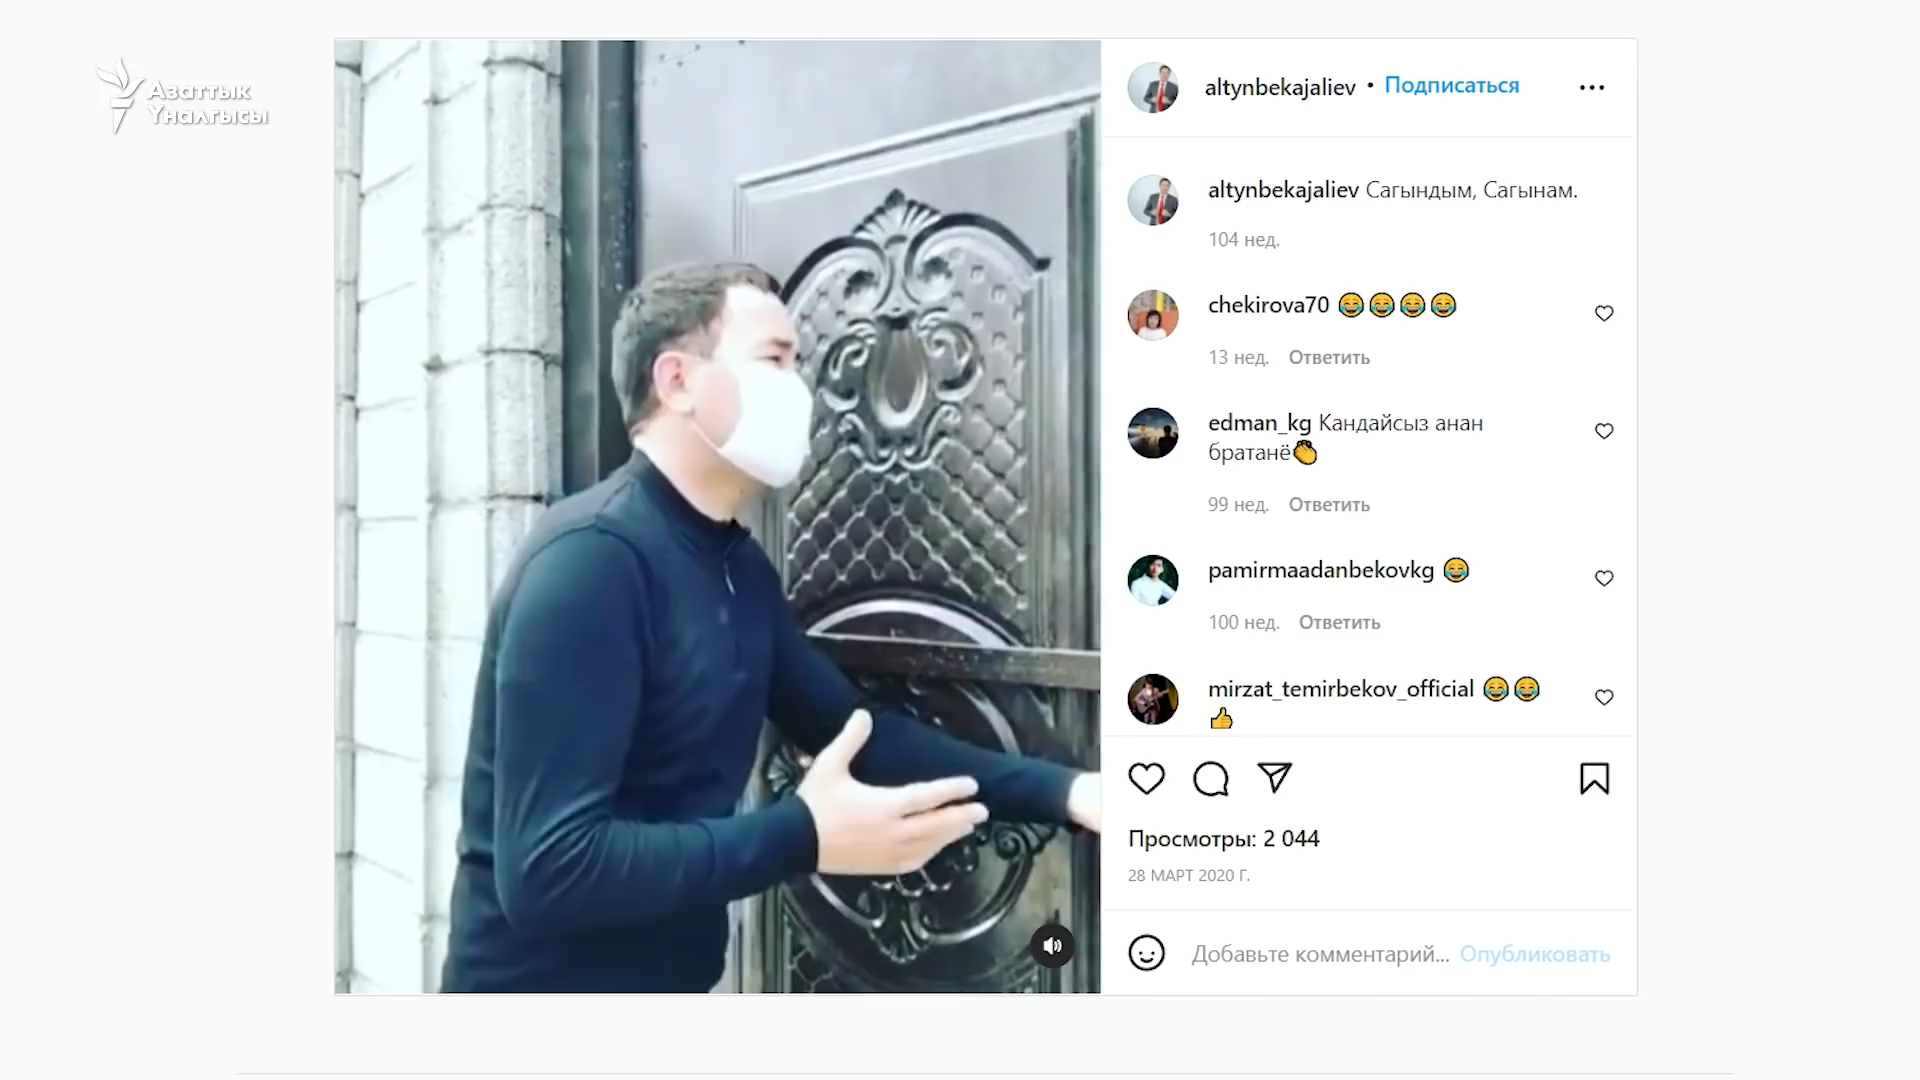 Азаттык
Үналгысы
altynbekajaliev • Подписаться
altynbekajaliev Сагындым, Сагынам.
104 нед.
chekirova70 😂😂😂😂
13 нед. Ответить
edman_kg Кандайсыз анан
братанё👏
99 нед. Ответить
pamirmaadanbekovkg 😂
100 нед. Ответить
mirzat_temirbekov_official 😂😂
👍
Просмотры: 2 044
28 МАРТ 2020 Г.
Добавьте комментарий... Опубликовать